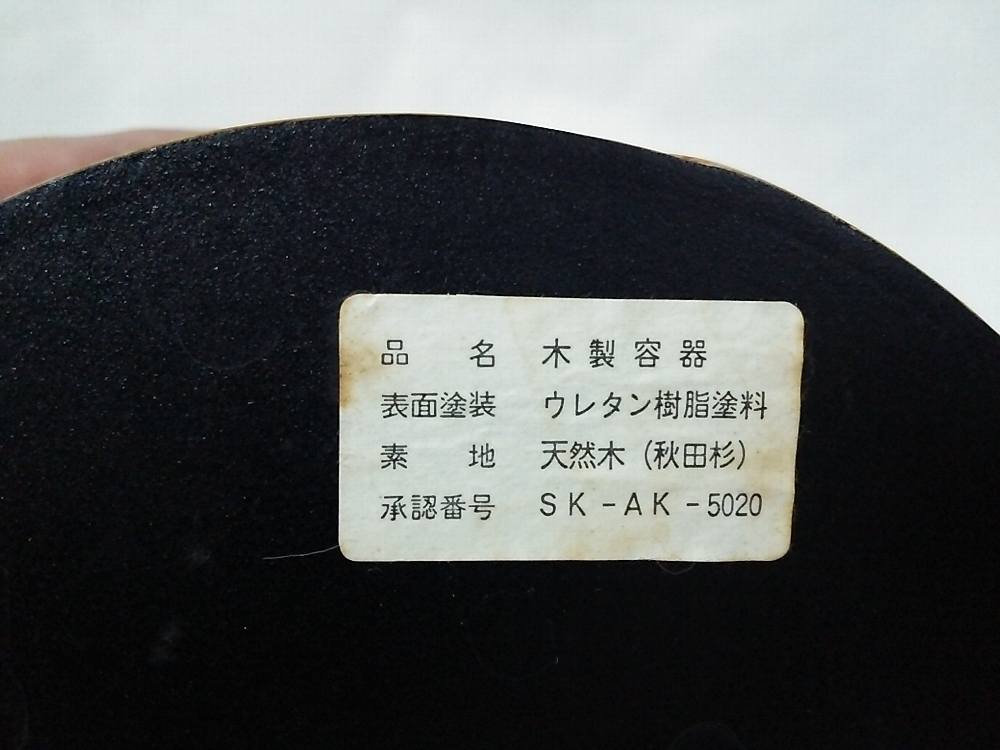 品 名 木製容器
表面塗装 ウレタン樹脂塗料
素 地 天然木（秋田杉）
承認番号 SK-AK-5020